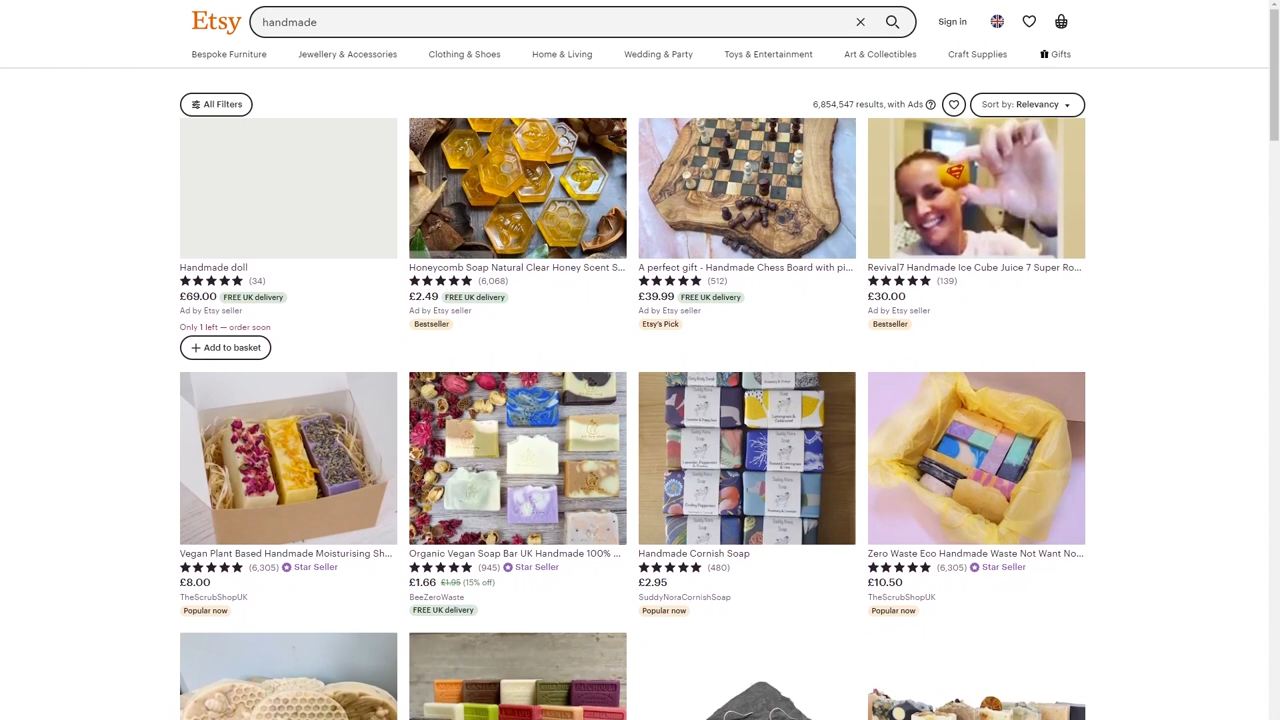 Etsy
handmade
Sign in
Bespoke Furniture
Jewellery & Accessories
Clothing & Shoes
Home & Living
Wedding & Party
Toys & Entertainment
Art & Collectibles
Craft Supplies
Gifts
All Filters
6,854,547 results, with Ads
Sort by: Relevancy
Handmade doll
(34)
£69.00 FREE UK delivery
Ad by Etsy seller
Only 1 left — order soon
Add to basket
Honeycomb Soap Natural Clear Honey Scent S...
(6,068)
£2.49 FREE UK delivery
Ad by Etsy seller
Bestseller
A perfect gift - Handmade Chess Board with pi...
(512)
£39.99 FREE UK delivery
Ad by Etsy seller
Etsy's Pick
Revival7 Handmade Ice Cube Juice 7 Super Ro...
(139)
£30.00
Ad by Etsy seller
Bestseller
Vegan Plant Based Handmade Moisturising Sh...
(6,305) Star Seller
£8.00
TheScrubShopUK
Popular now
Organic Vegan Soap Bar UK Handmade 100% ...
(945) Star Seller
£1.66 £1.95 (15% off)
BeeZeroWaste
FREE UK delivery
Handmade Cornish Soap
(480)
£2.95
SuddyNoraCornishSoap
Popular now
Zero Waste Eco Handmade Waste Not Want No...
(6,305) Star Seller
£10.50
TheScrubShopUK
Popular now